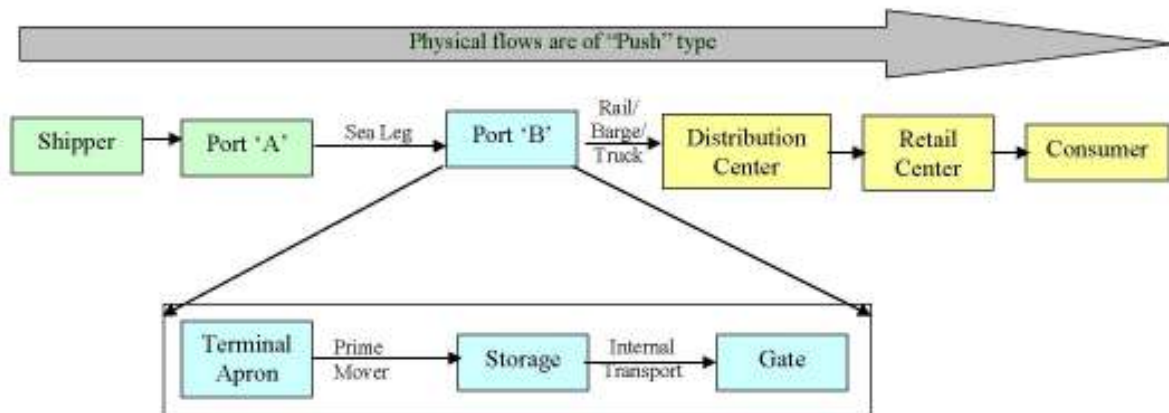 Physical flows are of "Push" type
Shipper
Port 'A'
Sea Leg
Port 'B'
Rail/
Barge/
Truck
Distribution
Center
Retail
Center
Consumer
Terminal
Apron
Prime
Mover
Storage
Internal
Transport
Gate